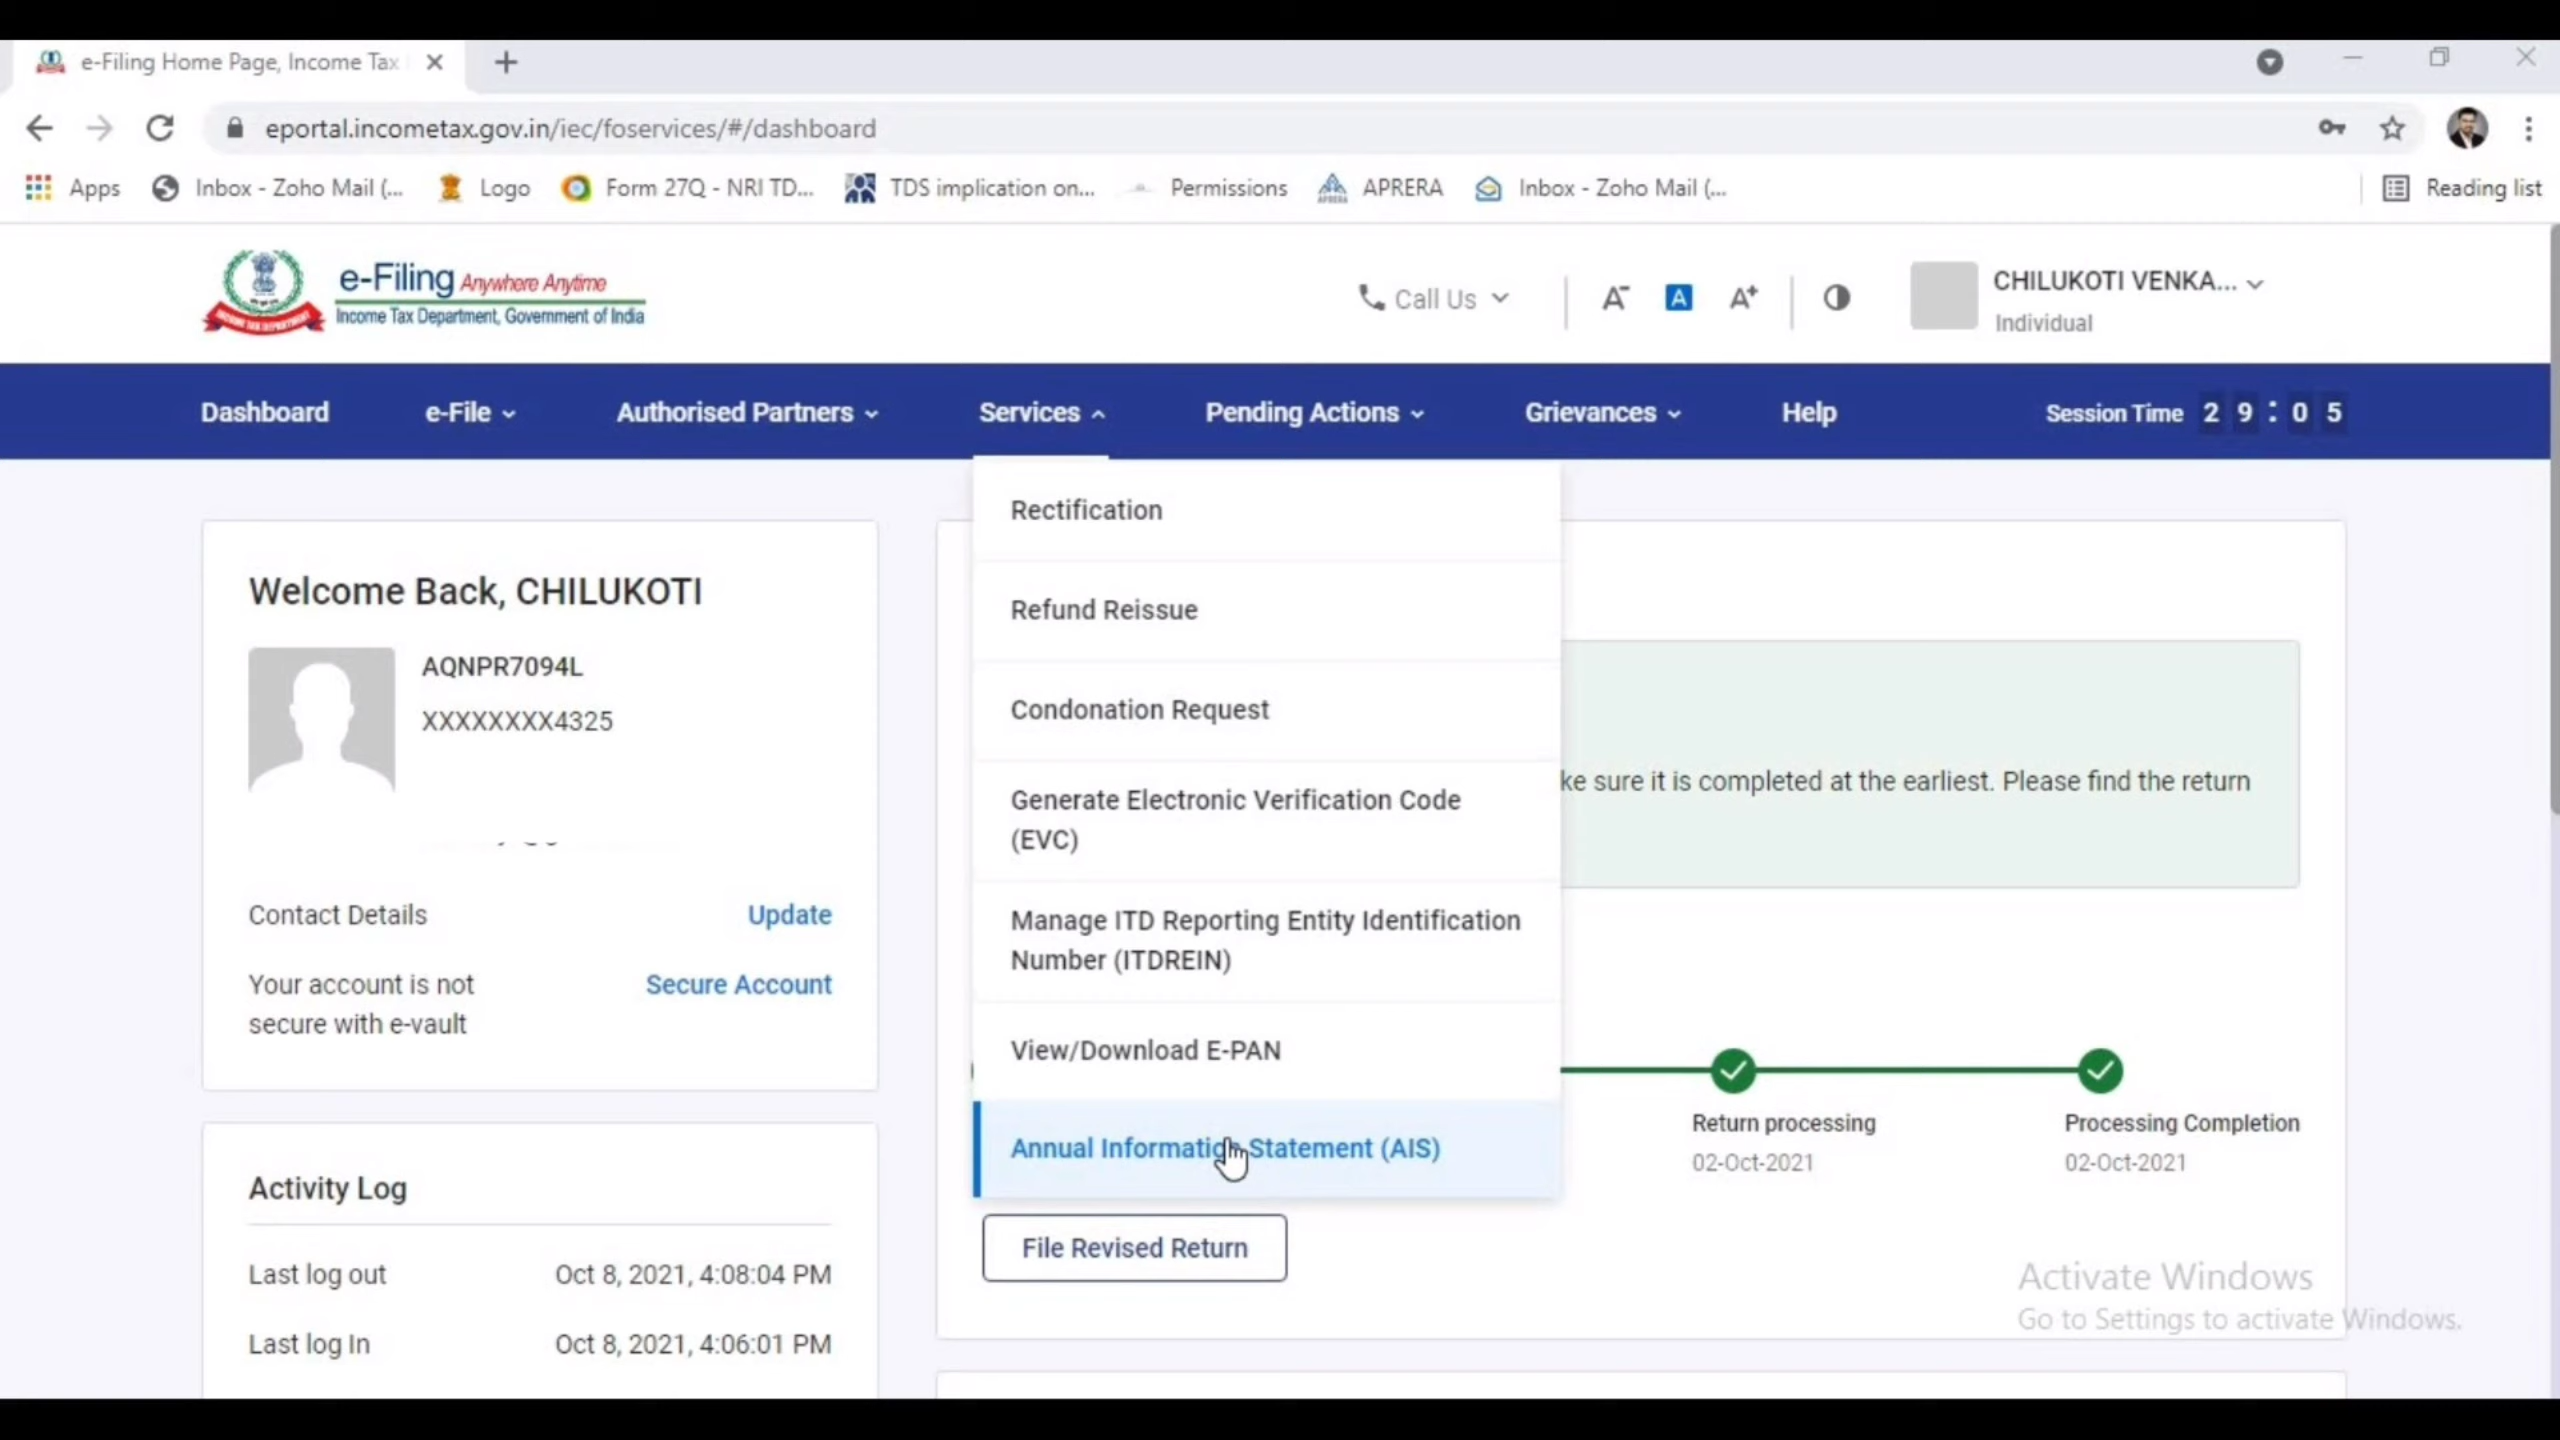 e-Filing Home Page, Income Tax
eportal.incometax.gov.in/iec/foservices/#/dashboard
Apps Inbox - Zoho Mail (... Logo Form 27Q - NRI TD... TDS implication on... Permissions APRERA Inbox - Zoho Mail (... Reading list
e-Filing Anywhere Anytime
Income Tax Department, Government of India
INCOME TAX DEPARTMENT
Call Us A- A A+ CHILUKOTI VENKA...
Individual
Dashboard e-File Authorised Partners Services Pending Actions Grievances Help Session Time 29:05
Rectification
Refund Reissue
Condonation Request
Generate Electronic Verification Code
(EVC)
Manage ITD Reporting Entity Identification
Number (ITDREIN)
View/Download E-PAN
Annual Information Statement (AIS)
Welcome Back, CHILUKOTI
AQNPR7094L
XXXXXXXX4325
Contact Details Update
Your account is not
secure with e-vault
Secure Account
Activity Log
Last log out Oct 8, 2021, 4:08:04 PM
Last log In Oct 8, 2021, 4:06:01 PM
ke sure it is completed at the earliest. Please find the return
Return processing
02-Oct-2021
Processing Completion
02-Oct-2021
File Revised Return
Activate Windows
Go to Settings to activate Windows.